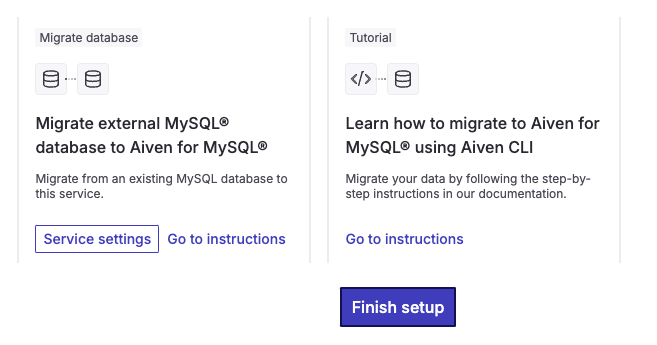 Migrate database
Migrate external MySQL®
database to Aiven for MySQL®
Migrate from an existing MySQL database to
this service.
Service settings
Go to instructions
Tutorial
Learn how to migrate to Aiven for
MySQL® using Aiven CLI
Migrate your data by following the step-by-
step instructions in our documentation.
Go to instructions
Finish setup